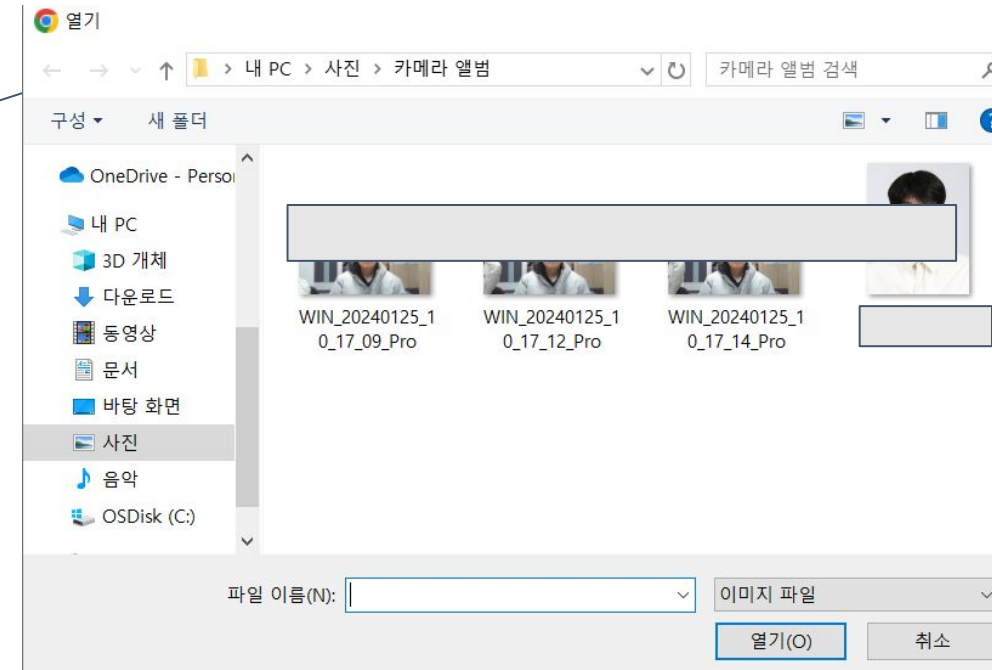 열기
내 PC > 사진 > 카메라 앨범
카메라 앨범 검색
구성
새 폴더
OneDrive - Perso
내 PC
3D 개체
다운로드
동영상
문서
바탕 화면
사진
음악
OSDisk (C:)
WIN_20240125_1
0_17_09_Pro
WIN_20240125_1
0_17_12_Pro
WIN_20240125_1
0_17_14_Pro
파일 이름(N):
이미지 파일
열기(O)
취소